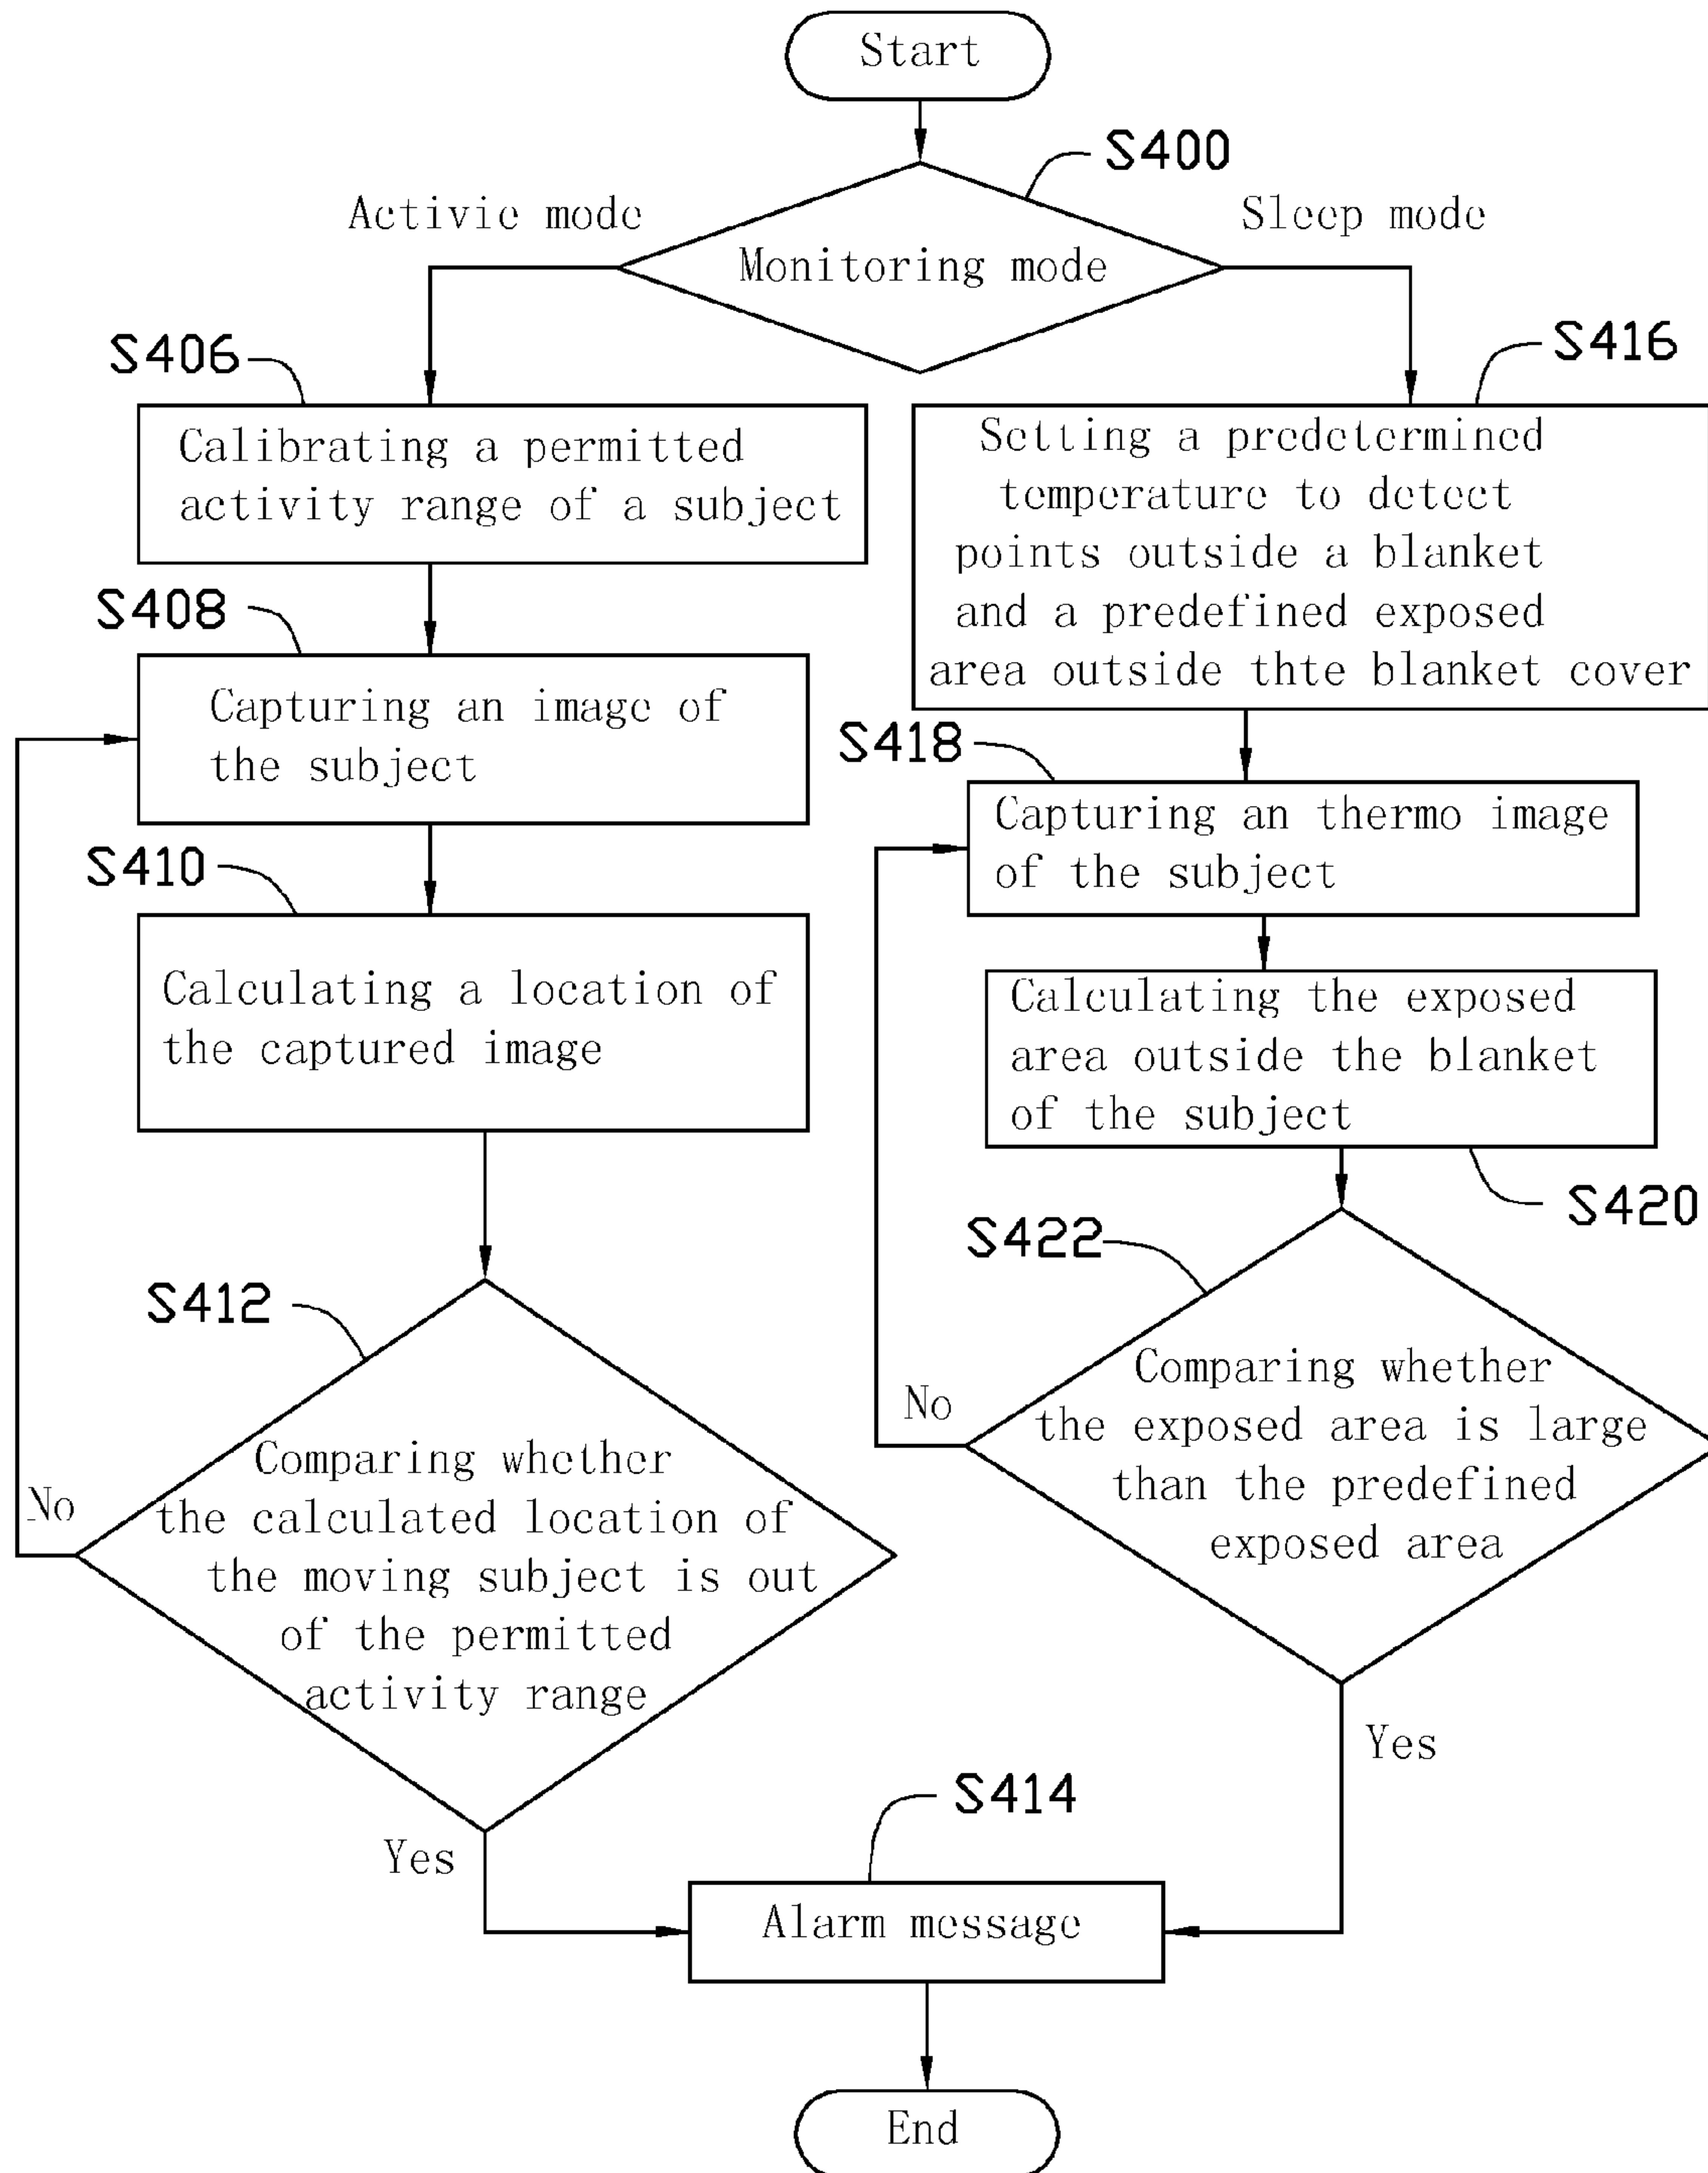 Start
S400
Activie mode
Sleep mode
Monitoring mode
S406
S416
Calibrating a permitted
activity range of a subject
Setting a predetermined
temperature to detect
points outside a blanket
and a predefined exposed
area outside thte blanket cover
S408
Capturing an image of
the subject
S418
Capturing an thermo image
of the subject
S410
Calculating a location of
the captured image
Calculating the exposed
area outside the blanket
of the subject
S420
S422
S412
Comparing whether
the exposed area is large
than the predefined
exposed area
No
Comparing whether
the calculated location of
the moving subject is out
of the permitted
activity range
No
Yes
Yes
S414
Alarm message
End